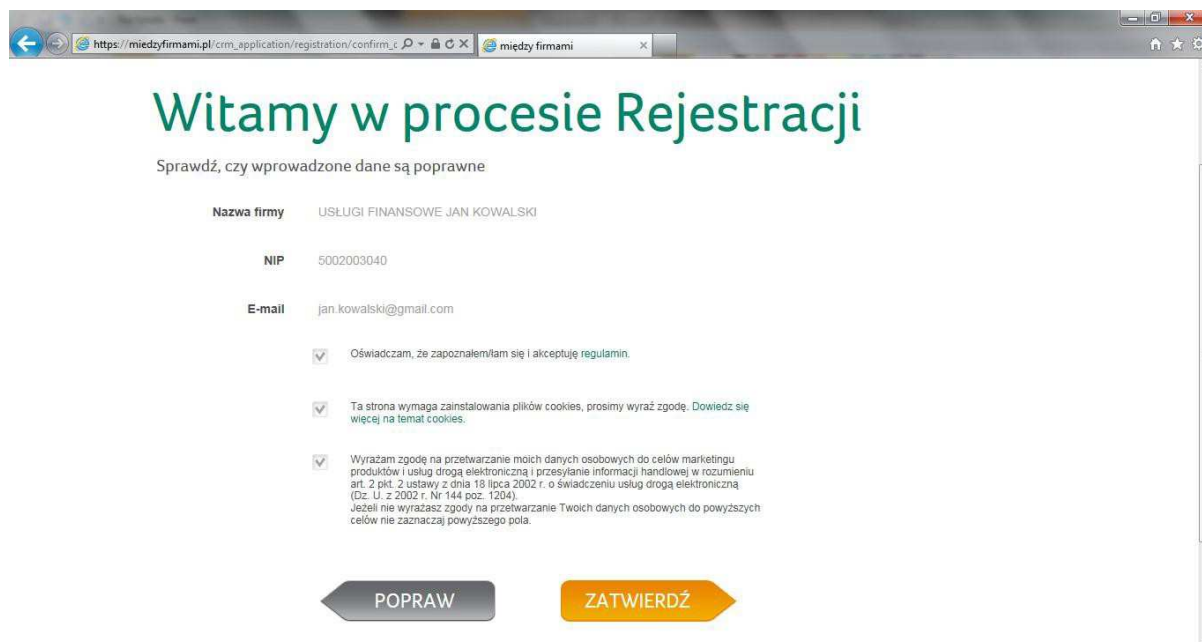 https://miedzyfirmami.pl/crm_application/registration/confirm_c
między firmami
Witamy w procesie Rejestracji
Sprawdź, czy wprowadzone dane są poprawne
Nazwa firmy USŁUGI FINANSOWE JAN KOWALSKI
NIP 5002003040
E-mail jan.kowalski@gmail.com
Oświadczam, że zapoznałem/łam się i akceptuję regulamin.
Ta strona wymaga zainstalowania plików cookies, prosimy wyraź zgodę. Dowiedz się
więcej na temat cookies.
Wyrażam zgodę na przetwarzanie moich danych osobowych do celów marketingu
produktów i usług drogą elektroniczną i przesyłanie informacji handlowej w rozumieniu
art. 2 pkt. 2 ustawy z dnia 18 lipca 2002 r. o świadczeniu usług drogą elektroniczną
(Dz. U. z 2002 r. Nr 144 poz. 1204).
Jeżeli nie wyrażasz zgody na przetwarzanie Twoich danych osobowych do powyższych
celów nie zaznaczaj powyższego pola.
POPRAW
ZATWIERDŹ